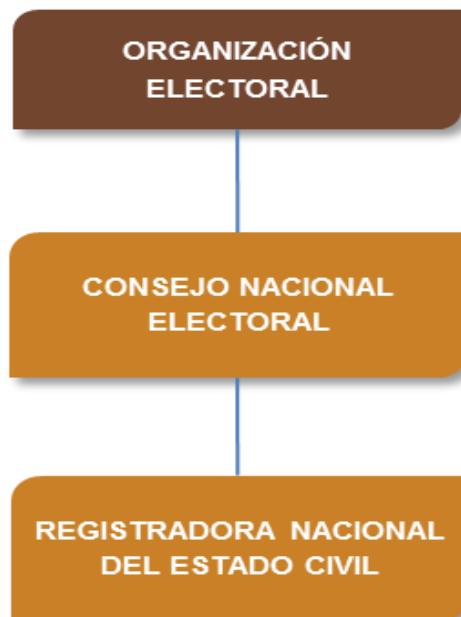 ORGANIZACIÓN
ELECTORAL
CONSEJO NACIONAL
ELECTORAL
REGISTRADORA NACIONAL
DEL ESTADO CIVIL